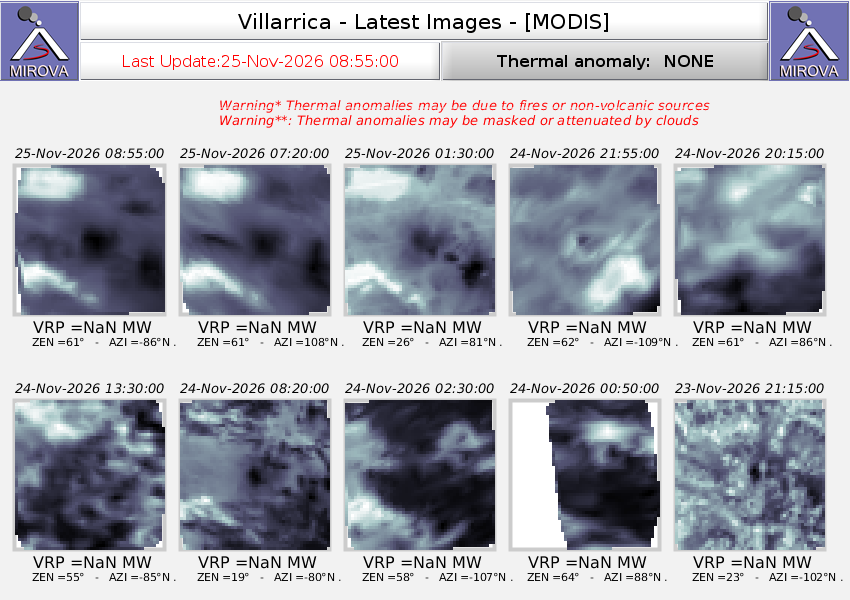 MIROVA
Villarrica - Latest Images - [MODIS]
MIROVA
Last Update:25-Nov-2026 08:55:00
Thermal anomaly: NONE
Warning* Thermal anomalies may be due to fires or non-volcanic sources
Warning**: Thermal anomalies may be masked or attenuated by clouds
25-Nov-2026 08:55:00 25-Nov-2026 07:20:00 25-Nov-2026 01:30:00 24-Nov-2026 21:55:00 24-Nov-2026 20:15:00
VRP =NaN MW VRP =NaN MW VRP =NaN MW VRP =NaN MW VRP =NaN MW
ZEN =61° - AZI =-86°N . ZEN =61° - AZI =108°N . ZEN =26° - AZI =81°N . ZEN =62° - AZI =-109°N . ZEN =61° - AZI =86°N .
24-Nov-2026 13:30:00 24-Nov-2026 08:20:00 24-Nov-2026 02:30:00 24-Nov-2026 00:50:00 23-Nov-2026 21:15:00
VRP =NaN MW VRP =NaN MW VRP =NaN MW VRP =NaN MW VRP =NaN MW
ZEN =55° - AZI =-85°N . ZEN =19° - AZI =-80°N . ZEN =58° - AZI =-107°N . ZEN =64° - AZI =88°N . ZEN =23° - AZI =-102°N .